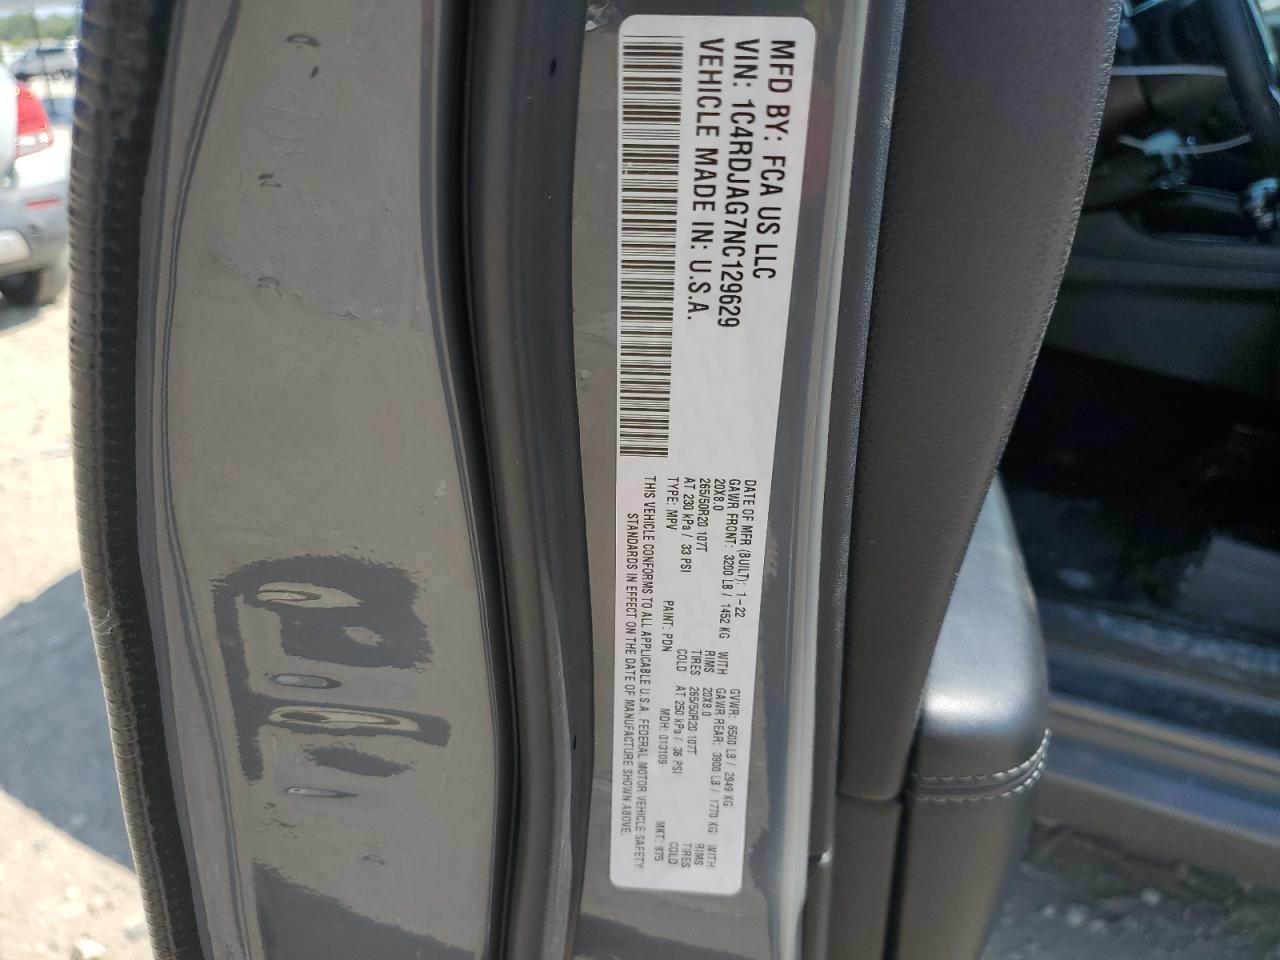 MFD BY: FCA US LLC
VIN: 1C4RDJAG7NC129629
VEHICLE MADE IN: U.S.A.
DATE OF MFR (BUILT): 1-22
GVWR: 6500 LB / 2949 KG
GAWR FRONT: 3200 LB / 1452 KG WITH
GAWR REAR: 3900 LB / 1770 KG WITH
20X8.0 RIMS
20X8.0 RIMS
265/50R20 107T TIRES
265/50R20 107T TIRES
AT 230 kPa / 33 PSI COLD
AT 250 kPa / 36 PSI COLD
TYPE: MPV PAINT: PDN MDH: 013109 MKT: 875
THIS VEHICLE CONFORMS TO ALL APPLICABLE U.S.A. FEDERAL MOTOR VEHICLE SAFETY
STANDARDS IN EFFECT ON THE DATE OF MANUFACTURE SHOWN ABOVE.